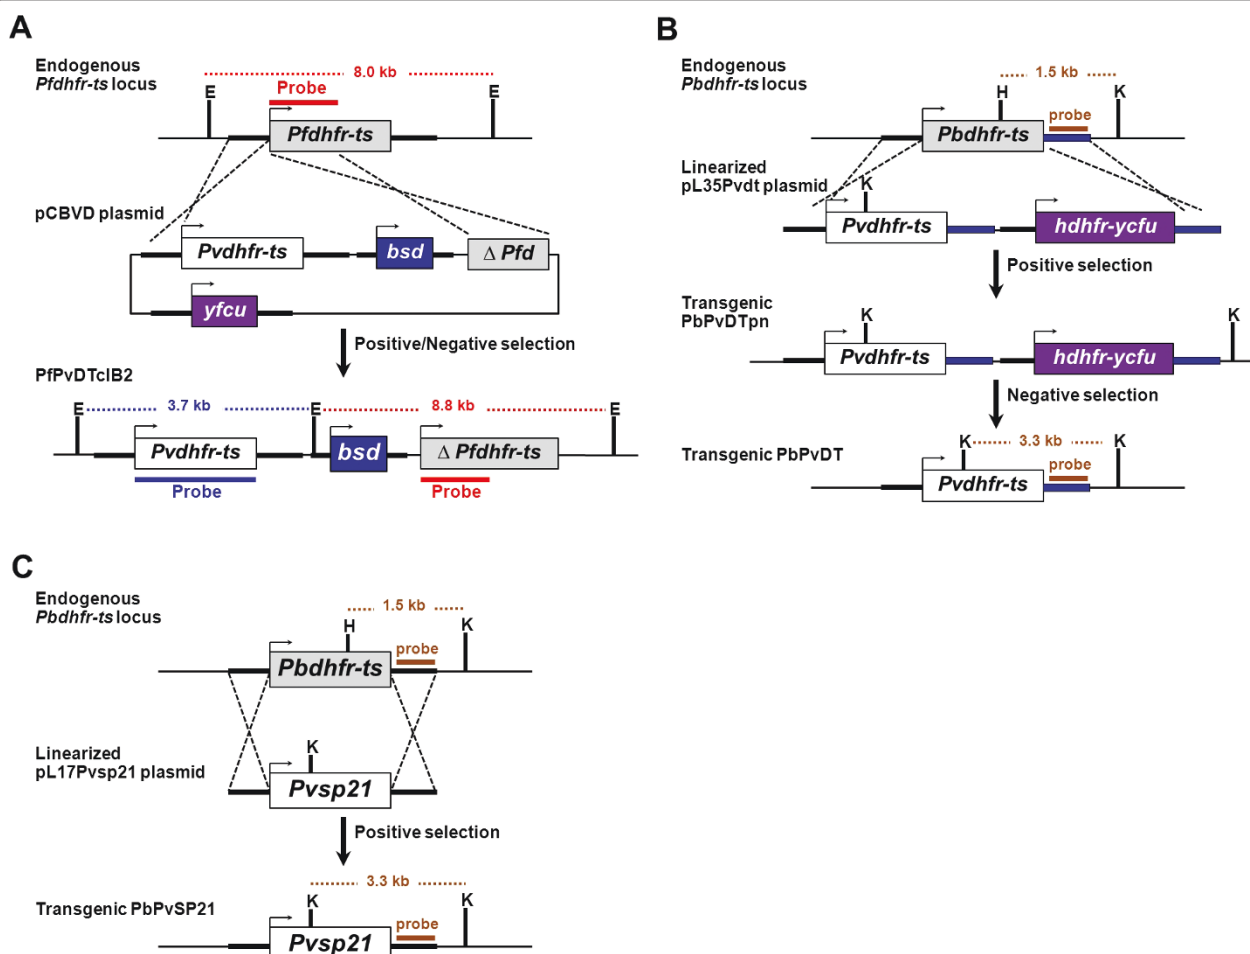 A
Endogenous
Pfdhfr-ts locus
8.0 kb
E
E
Probe
Pfdhfr-ts
pCBVD plasmid
Pvdhfr-ts
bsd
Δ Pfd
yfcu
Positive/Negative selection
PfPvDTclB2
E
3.7 kb
E
8.8 kb
E
Pvdhfr-ts
bsd
Δ Pfdhfr-ts
Probe
Probe
B
Endogenous
Pbdhfr-ts locus
1.5 kb
H
K
probe
Pbdhfr-ts
Linearized
pL35Pvdt plasmid
K
Pvdhfr-ts
hdhfr-ycfu
Positive selection
Transgenic
PbPvDTpn
K
K
Pvdhfr-ts
hdhfr-ycfu
Negative selection
Transgenic PbPvDT
K
3.3 kb
K
probe
Pvdhfr-ts
C
Endogenous
Pbdhfr-ts locus
1.5 kb
H
K
probe
Pbdhfr-ts
Linearized
pL17Pvsp21 plasmid
K
Pvsp21
Positive selection
3.3 kb
Transgenic PbPvSP21
K
K
probe
Pvsp21